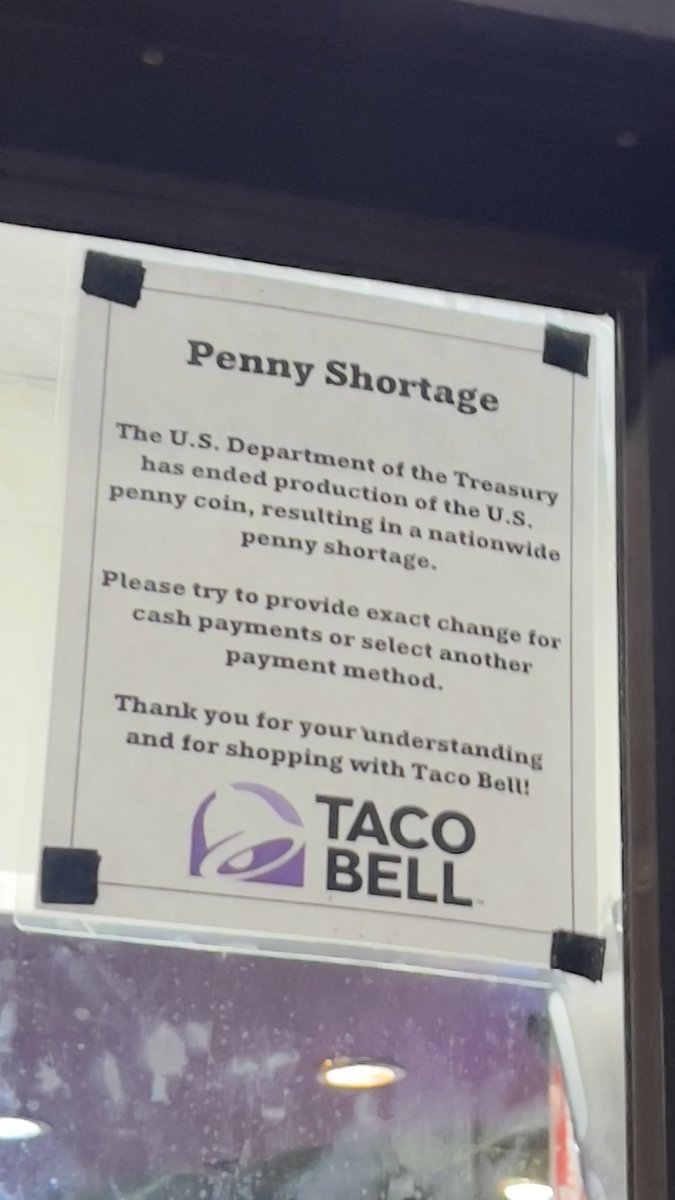 Penny Shortage
The U.S. Department of the Treasury
has ended production of the U.S.
penny coin, resulting in a nationwide
penny shortage.
Please try to provide exact change for
cash payments or select another
payment method.
Thank you for your understanding
and for shopping with Taco Bell!
TACO
BELL™